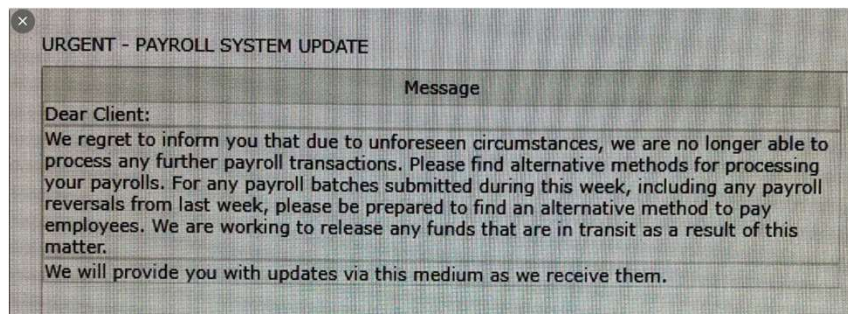 URGENT - PAYROLL SYSTEM UPDATE
Message
Dear Client:
We regret to inform you that due to unforeseen circumstances, we are no longer able to
process any further payroll transactions. Please find alternative methods for processing
your payrolls. For any payroll batches submitted during this week, including any payroll
reversals from last week, please be prepared to find an alternative method to pay
employees. We are working to release any funds that are in transit as a result of this
matter.
We will provide you with updates via this medium as we receive them.